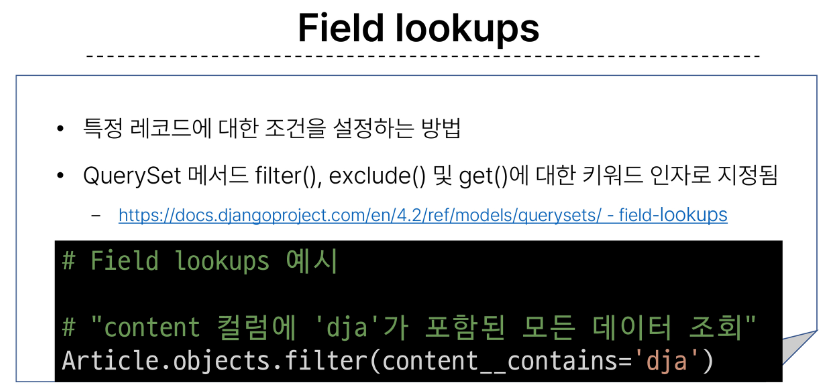 Field lookups
• 특정 레코드에 대한 조건을 설정하는 방법
• QuerySet 메서드 filter(), exclude() 및 get()에 대한 키워드 인자로 지정됨
– https://docs.djangoproject.com/en/4.2/ref/models/querysets/ - field-lookups
# Field lookups 예시
# "content 컬럼에 'dja'가 포함된 모든 데이터 조회"
Article.objects.filter(content__contains='dja')